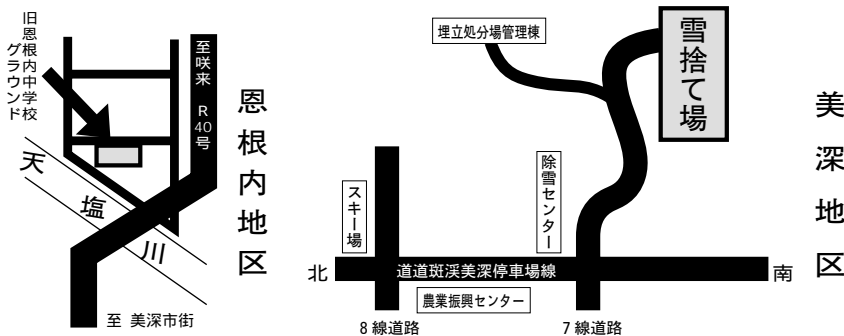 旧恩根内中学校
グラウンド
至咲来 R40号
恩根内地区
天塩川
至 美深市街
埋立処分場管理棟
雪捨て場
美深地区
スキー場
除雪センター
北
道道斑渓美深停車場線
南
農業振興センター
8線道路
7線道路